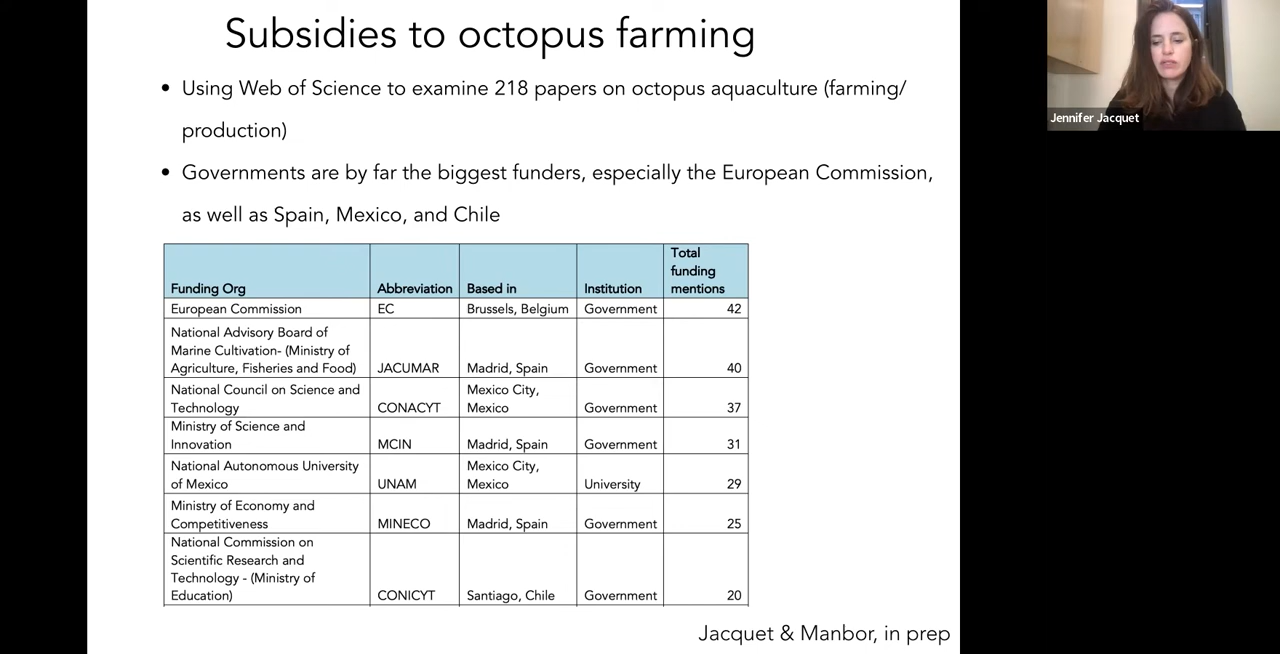 Subsidies to octopus farming
• Using Web of Science to examine 218 papers on octopus aquaculture (farming/
production)
• Governments are by far the biggest funders, especially the European Commission,
as well as Spain, Mexico, and Chile
Total
funding
Funding Org Abbreviation Based in Institution mentions
European Commission EC Brussels, Belgium Government 42
National Advisory Board of
Marine Cultivation- (Ministry of
Agriculture, Fisheries and Food) JACUMAR Madrid, Spain Government 40
National Council on Science and Mexico City,
Technology CONACYT Mexico Government 37
Ministry of Science and
Innovation MCIN Madrid, Spain Government 31
National Autonomous University Mexico City,
of Mexico UNAM Mexico University 29
Ministry of Economy and
Competitiveness MINECO Madrid, Spain Government 25
National Commission on
Scientific Research and
Technology - (Ministry of
Education) CONICYT Santiago, Chile Government 20
Jacquet & Manbor, in prep
Jennifer Jacquet